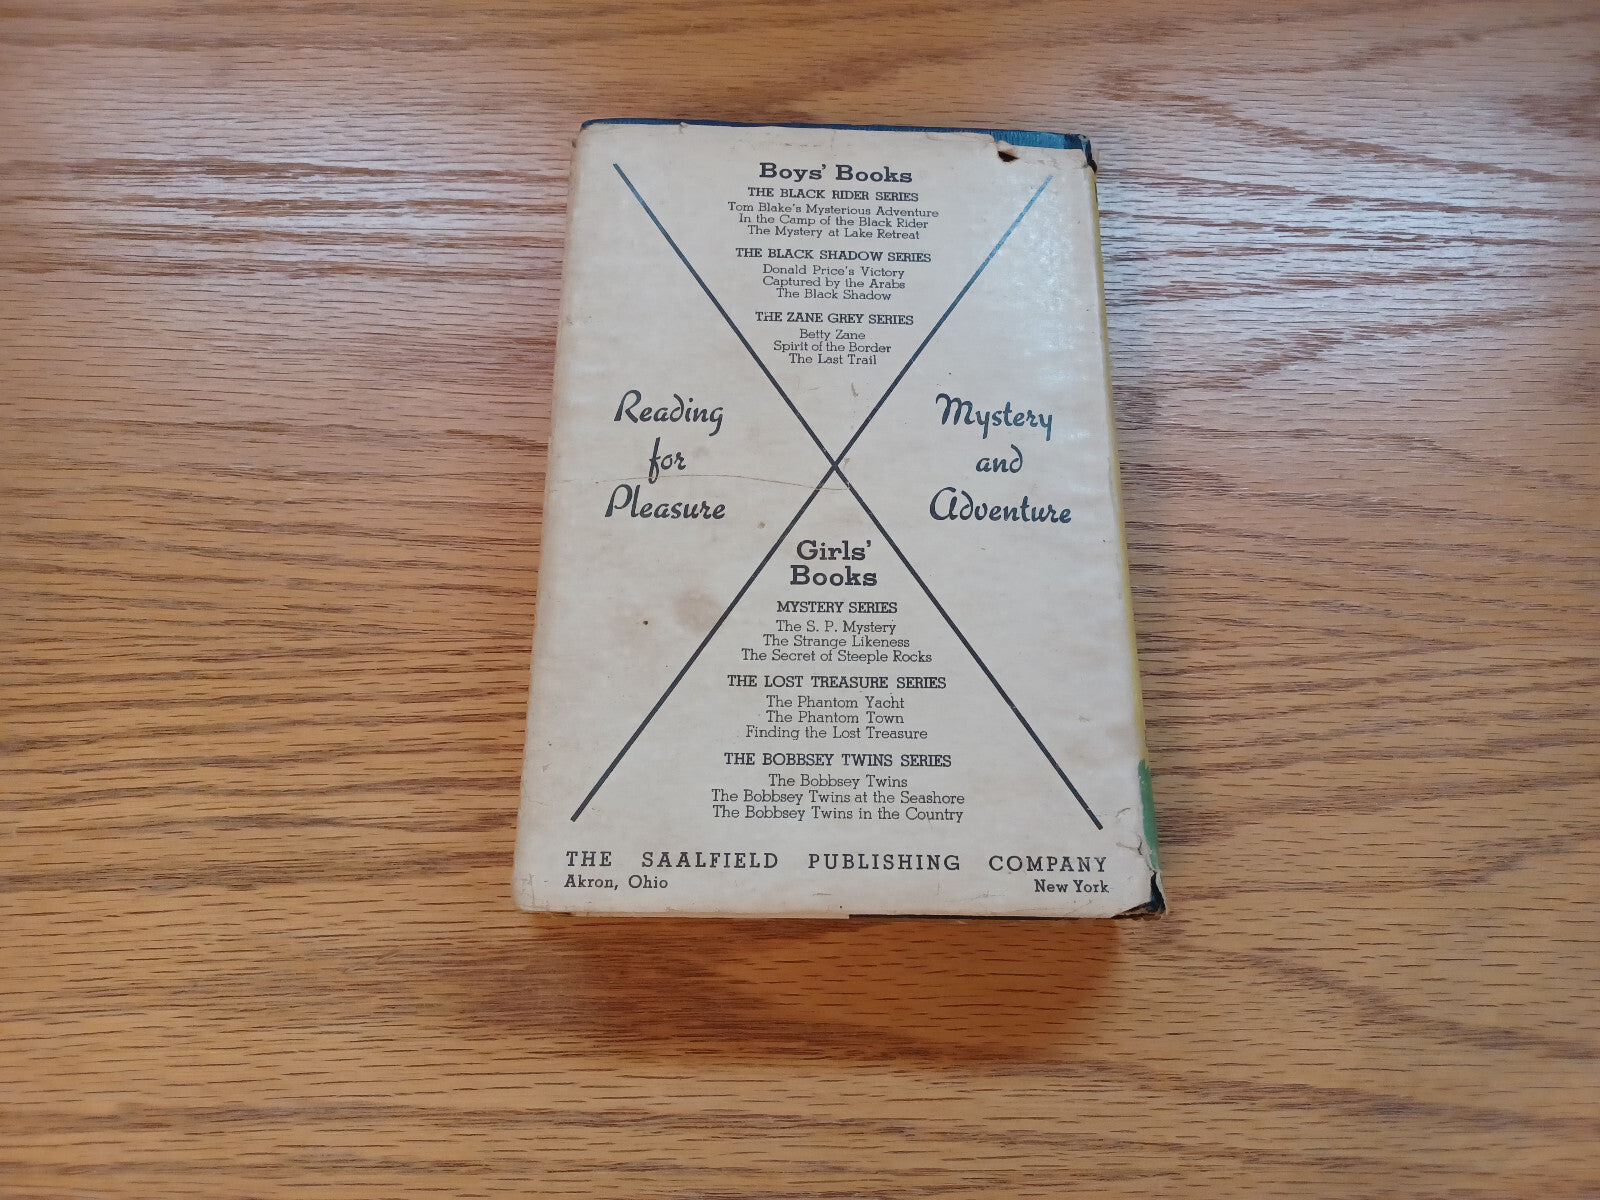 Boys' Books
THE BLACK RIDER SERIES
Tom Blake's Mysterious Adventure
In the Camp of the Black Rider
The Mystery at Lake Retreat
THE BLACK SHADOW SERIES
Donald Price's Victory
Captured by the Arabs
The Black Shadow
THE ZANE GREY SERIES
Betty Zane
Spirit of the Border
The Last Trail
Reading
for
Pleasure
Mystery
and
Adventure
Girls'
Books
MYSTERY SERIES
The S. P. Mystery
The Strange Likeness
The Secret of Steeple Rocks
THE LOST TREASURE SERIES
The Phantom Yacht
The Phantom Town
Finding the Lost Treasure
THE BOBBSEY TWINS SERIES
The Bobbsey Twins
The Bobbsey Twins at the Seashore
The Bobbsey Twins in the Country
THE SAALFIELD PUBLISHING COMPANY
Akron, Ohio New York